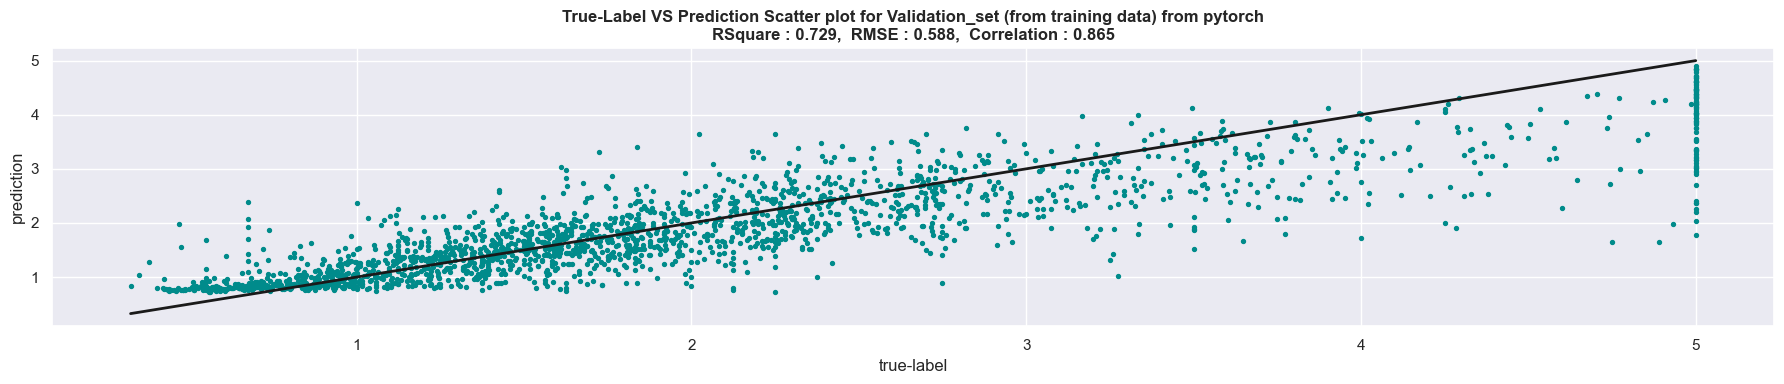 True-Label VS Prediction Scatter plot for Validation_set (from training data) from pytorch
RSquare : 0.729,  RMSE : 0.588,  Correlation : 0.865
prediction
5
4
3
2
1
1 2 3 4 5
true-label